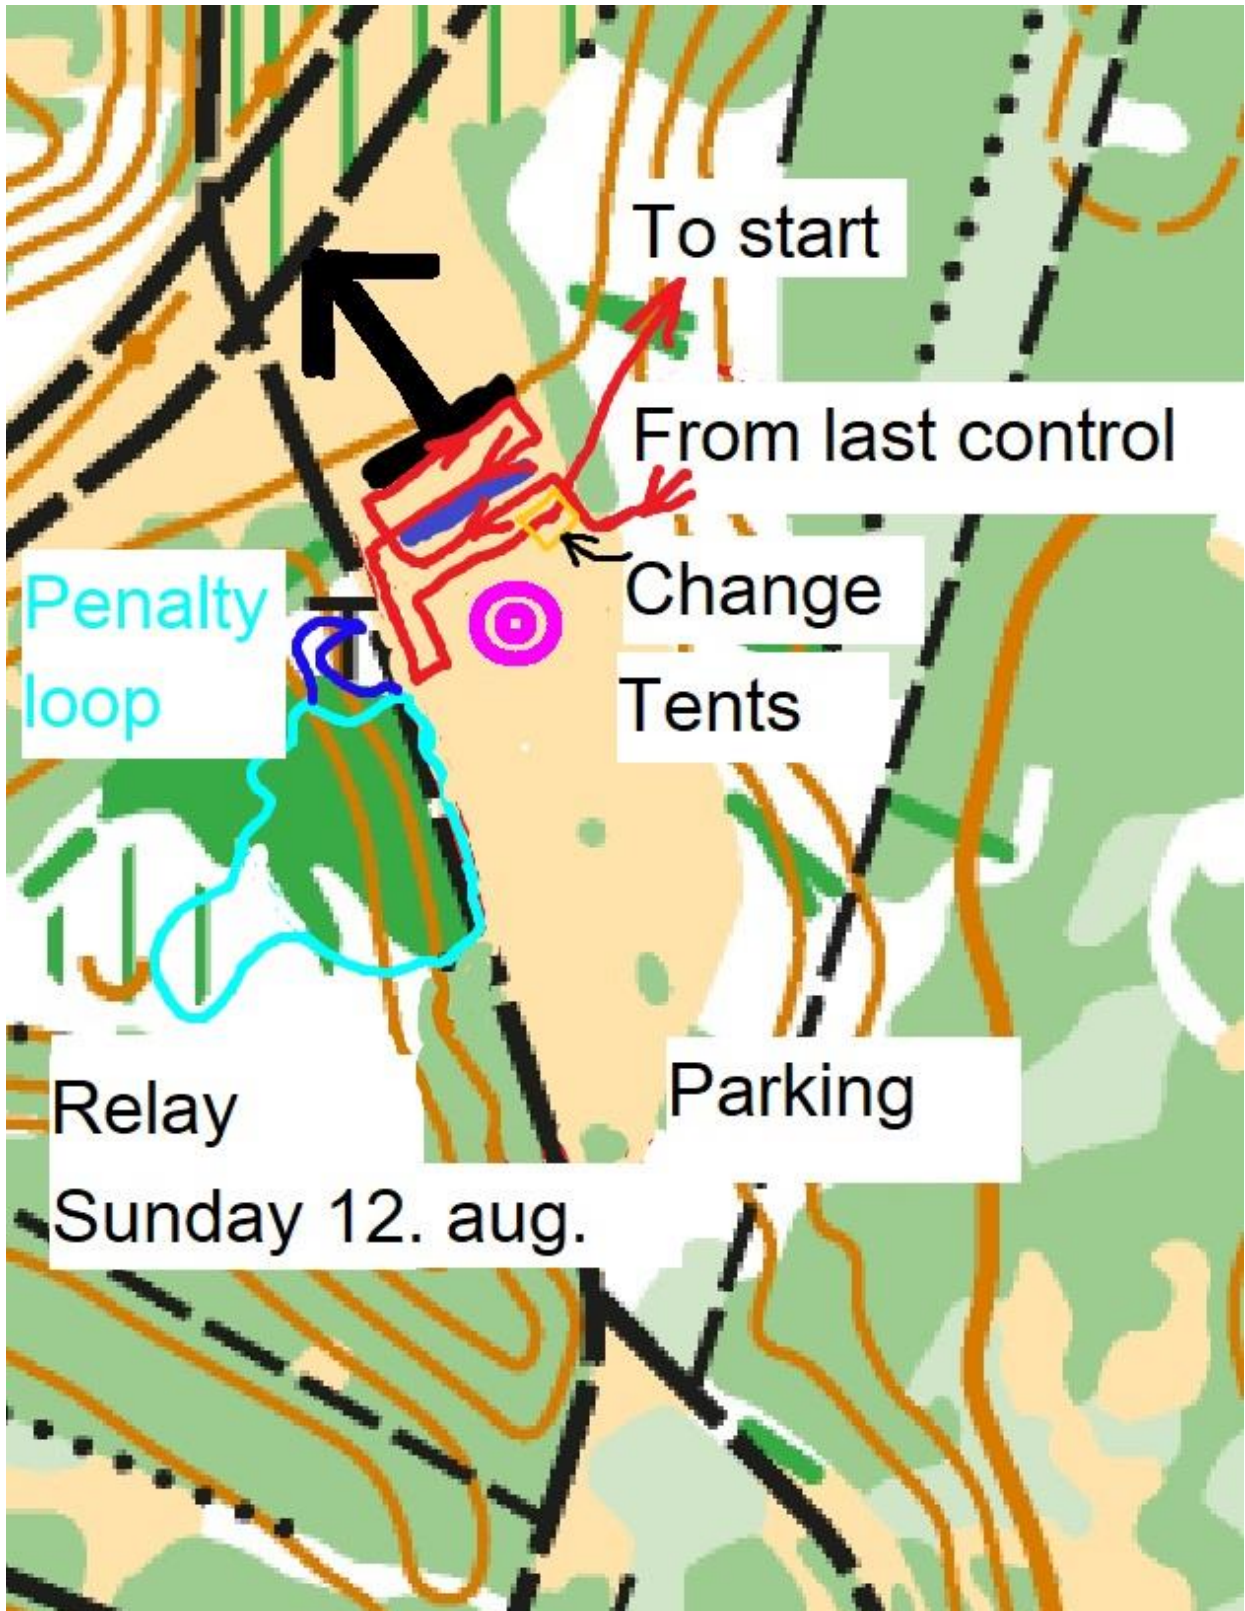 To start
From last control
Change
Tents
Penalty
loop
Parking
Relay
Sunday 12. aug.